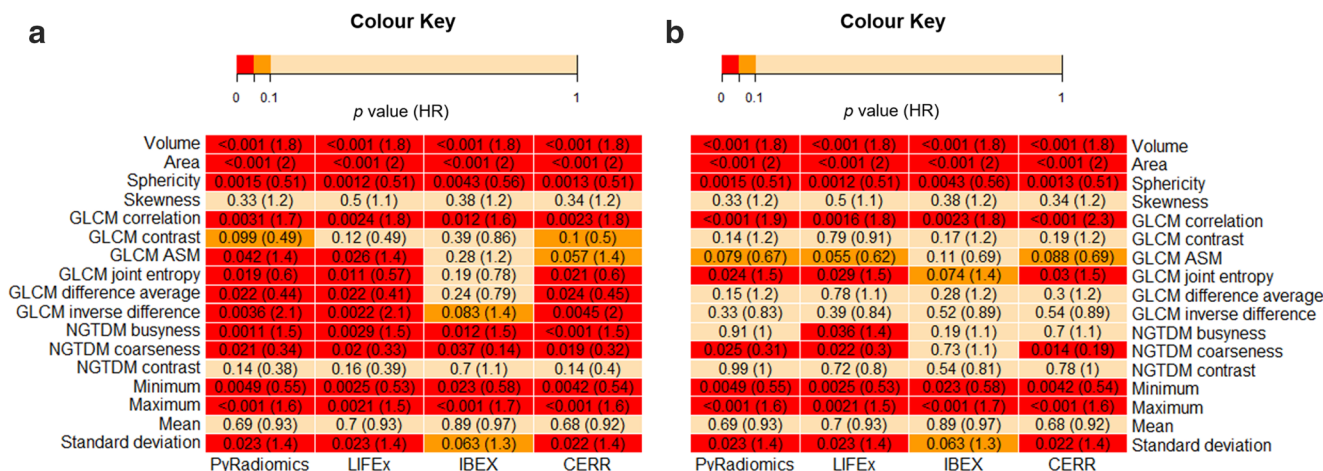 a
Colour Key
0 0.1 1
p value (HR)
Volume <0.001 (1.8) <0.001 (1.8) <0.001 (1.8) <0.001 (1.8)
Area <0.001 (2) <0.001 (2) <0.001 (2) <0.001 (2)
Sphericity 0.0015 (0.51) 0.0012 (0.51) 0.0043 (0.56) 0.0013 (0.51)
Skewness 0.33 (1.2) 0.5 (1.1) 0.38 (1.2) 0.34 (1.2)
GLCM correlation 0.0031 (1.7) 0.0024 (1.8) 0.012 (1.6) 0.0023 (1.8)
GLCM contrast 0.099 (0.49) 0.12 (0.49) 0.39 (0.86) 0.1 (0.5)
GLCM ASM 0.042 (1.4) 0.026 (1.4) 0.28 (1.2) 0.057 (1.4)
GLCM joint entropy 0.019 (0.6) 0.011 (0.57) 0.19 (0.78) 0.021 (0.6)
GLCM difference average 0.022 (0.44) 0.022 (0.41) 0.24 (0.79) 0.024 (0.45)
GLCM inverse difference 0.0036 (2.1) 0.0022 (2.1) 0.083 (1.4) 0.0045 (2)
NGTDM busyness 0.0011 (1.5) 0.0029 (1.5) 0.012 (1.5) <0.001 (1.5)
NGTDM coarseness 0.021 (0.34) 0.02 (0.33) 0.037 (0.14) 0.019 (0.32)
NGTDM contrast 0.14 (0.38) 0.16 (0.39) 0.7 (1.1) 0.14 (0.4)
Minimum 0.0049 (0.55) 0.0025 (0.53) 0.023 (0.58) 0.0042 (0.54)
Maximum <0.001 (1.6) 0.0021 (1.5) <0.001 (1.7) <0.001 (1.6)
Mean 0.69 (0.93) 0.7 (0.93) 0.89 (0.97) 0.68 (0.92)
Standard deviation 0.023 (1.4) 0.023 (1.4) 0.063 (1.3) 0.022 (1.4)
PyRadiomics LIFEx IBEX CERR
b
Colour Key
0 0.1 1
p value (HR)
<0.001 (1.8) <0.001 (1.8) <0.001 (1.8) <0.001 (1.8) Volume
<0.001 (2) <0.001 (2) <0.001 (2) <0.001 (2) Area
0.0015 (0.51) 0.0012 (0.51) 0.0043 (0.56) 0.0013 (0.51) Sphericity
0.33 (1.2) 0.5 (1.1) 0.38 (1.2) 0.34 (1.2) Skewness
<0.001 (1.9) 0.0016 (1.8) 0.0023 (1.8) <0.001 (2.3) GLCM correlation
0.14 (1.2) 0.79 (0.91) 0.17 (1.2) 0.19 (1.2) GLCM contrast
0.079 (0.67) 0.055 (0.62) 0.11 (0.69) 0.088 (0.69) GLCM ASM
0.024 (1.5) 0.029 (1.5) 0.074 (1.4) 0.03 (1.5) GLCM joint entropy
0.15 (1.2) 0.78 (1.1) 0.28 (1.2) 0.3 (1.2) GLCM difference average
0.33 (0.83) 0.39 (0.84) 0.52 (0.89) 0.54 (0.89) GLCM inverse difference
0.91 (1) 0.036 (1.4) 0.19 (1.1) 0.7 (1.1) NGTDM busyness
0.025 (0.31) 0.022 (0.3) 0.73 (1.1) 0.014 (0.19) NGTDM coarseness
0.99 (1) 0.72 (0.8) 0.54 (0.81) 0.78 (1) NGTDM contrast
0.0049 (0.55) 0.0025 (0.53) 0.023 (0.58) 0.0042 (0.54) Minimum
<0.001 (1.6) 0.0021 (1.5) <0.001 (1.7) <0.001 (1.6) Maximum
0.69 (0.93) 0.7 (0.93) 0.89 (0.97) 0.68 (0.92) Mean
0.023 (1.4) 0.023 (1.4) 0.063 (1.3) 0.022 (1.4) Standard deviation
PyRadiomics LIFEx IBEX CERR